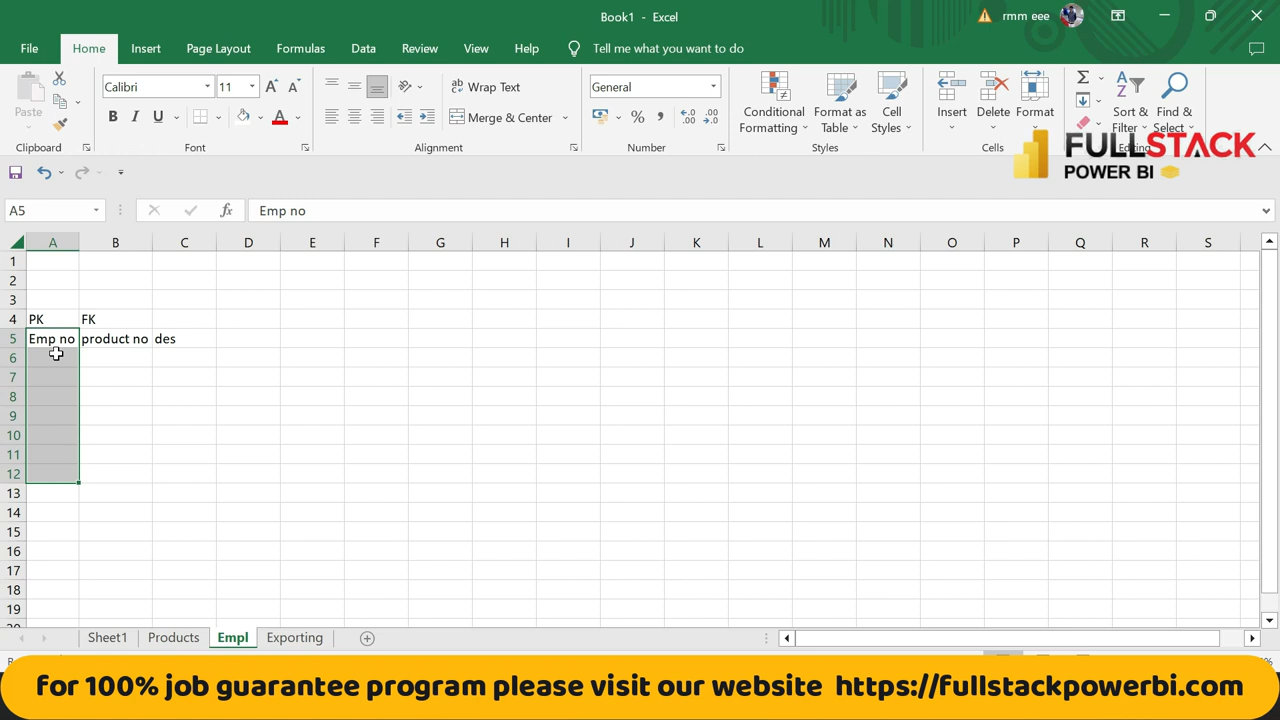 Book1 - Excel
rmm eee
File Home Insert Page Layout Formulas Data Review View Help Tell me what you want to do
Paste
Clipboard
Calibri 11
B I U
Font
Wrap Text
Merge & Center
Alignment
General
Number
Conditional Formatting
Format as Table
Cell Styles
Styles
Insert
Delete
Format
Cells
Sort & Filter
Find & Select
Editing
FULLSTACK
POWER BI
A5
fx
Emp no
A B C D E F G H I J K L M N O P Q R S
1
2
3
4 PK FK
5 Emp no product no des
6
7
8
9
10
11
12
13
14
15
16
17
18
19
Sheet1 Products Empl Exporting
for 100% job guarantee program please visit our website https://fullstackpowerbi.com